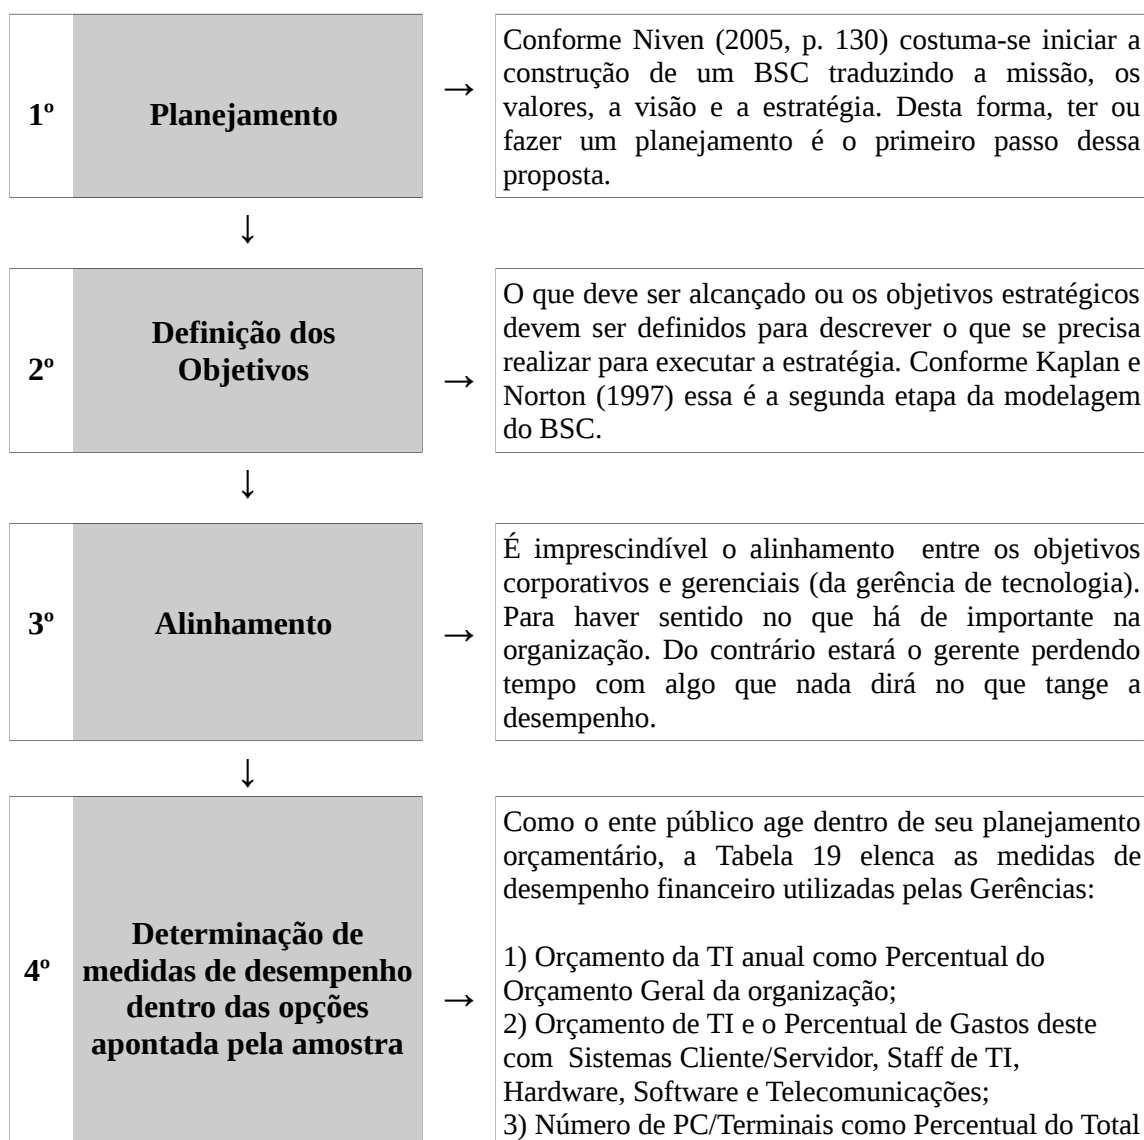 1º
Planejamento
→
Conforme Niven (2005, p. 130) costuma-se iniciar a
construção de um BSC traduzindo a missão, os
valores, a visão e a estratégia. Desta forma, ter ou
fazer um planejamento é o primeiro passo dessa
proposta.
↓
2º
Definição dos
Objetivos
→
O que deve ser alcançado ou os objetivos estratégicos
devem ser definidos para descrever o que se precisa
realizar para executar a estratégia. Conforme Kaplan e
Norton (1997) essa é a segunda etapa da modelagem
do BSC.
↓
3º
Alinhamento
→
É imprescindível o alinhamento entre os objetivos
corporativos e gerenciais (da gerência de tecnologia).
Para haver sentido no que há de importante na
organização. Do contrário estará o gerente perdendo
tempo com algo que nada dirá no que tange a
desempenho.
↓
4º
Determinação de
medidas de desempenho
dentro das opções
apontada pela amostra
→
Como o ente público age dentro de seu planejamento
orçamentário, a Tabela 19 elenca as medidas de
desempenho financeiro utilizadas pelas Gerências:
1) Orçamento da TI anual como Percentual do
Orçamento Geral da organização;
2) Orçamento de TI e o Percentual de Gastos deste
com Sistemas Cliente/Servidor, Staff de TI,
Hardware, Software e Telecomunicações;
3) Número de PC/Terminais como Percentual do Total